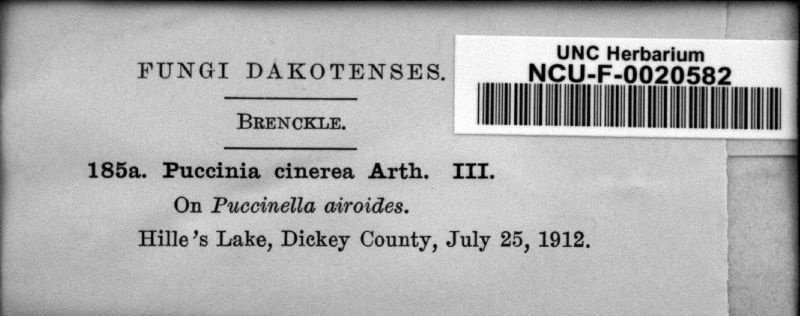 FUNGI DAKOTENSES.
BRENCKLE.
185a. Puccinia cinerea Arth. III.
On Puccinella airoides.
Hille's Lake, Dickey County, July 25, 1912.
UNC Herbarium
NCU-F-0020582